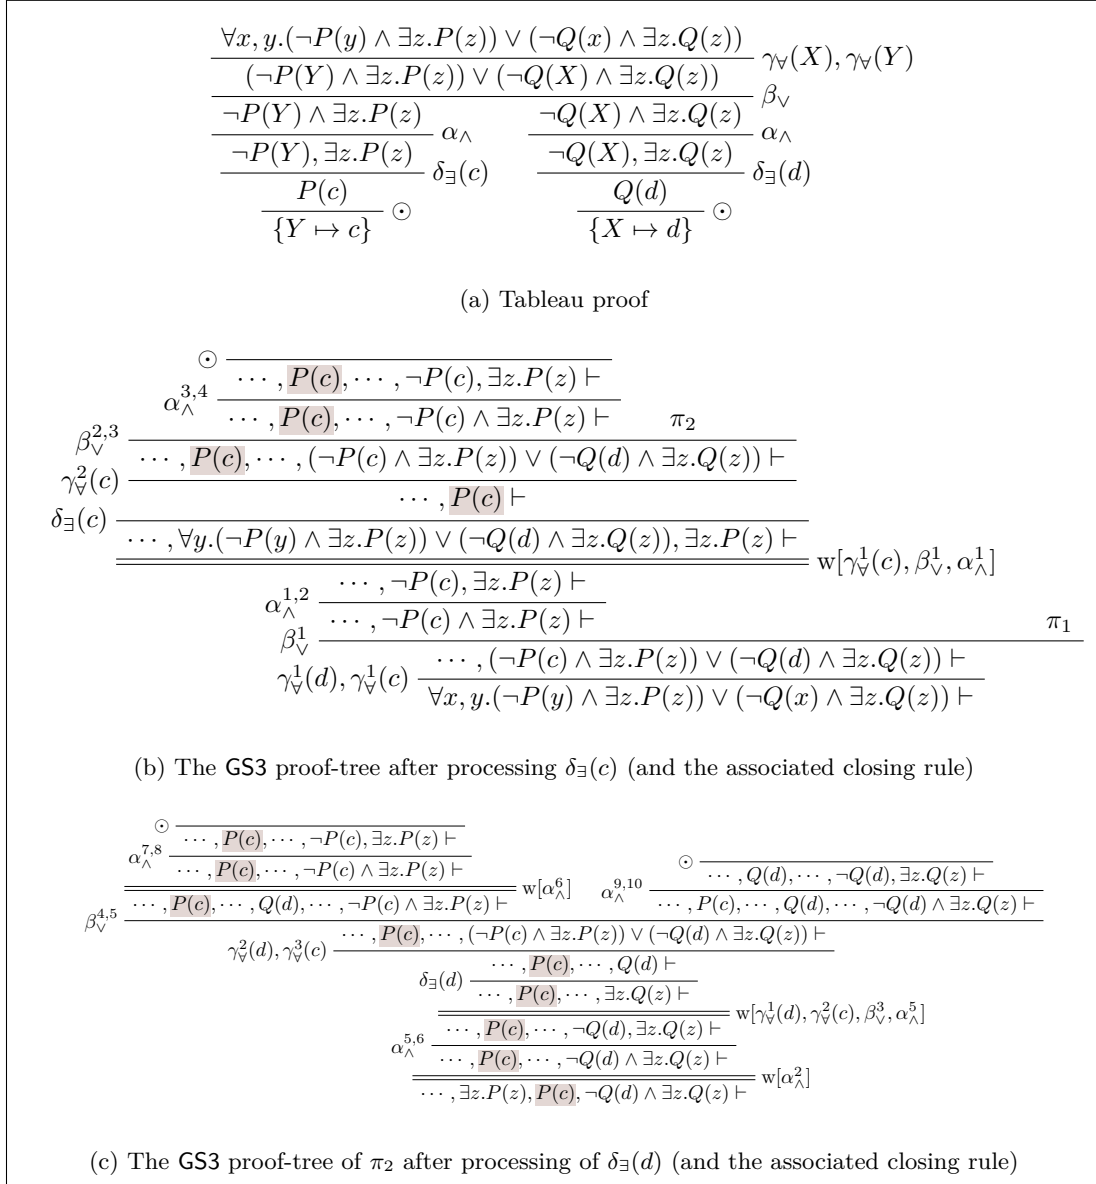 ∀x, y.(¬P(y) ∧ ∃z.P(z)) ∨ (¬Q(x) ∧ ∃z.Q(z))
γ∀(X), γ∀(Y)
(¬P(Y) ∧ ∃z.P(z)) ∨ (¬Q(X) ∧ ∃z.Q(z))
β∨
¬P(Y) ∧ ∃z.P(z) α∧ ¬Q(X) ∧ ∃z.Q(z) α∧
¬P(Y), ∃z.P(z) δ∃(c) ¬Q(X), ∃z.Q(z) δ∃(d)
P(c) ⊙ Q(d) ⊙
{Y ↦ c} {X ↦ d}
(a) Tableau proof
⊙
··· , P(c), ··· , ¬P(c), ∃z.P(z) ⊢
α∧^{3,4}
··· , P(c), ··· , ¬P(c) ∧ ∃z.P(z) ⊢ π₂
β∨^{2,3}
··· , P(c), ··· , (¬P(c) ∧ ∃z.P(z)) ∨ (¬Q(d) ∧ ∃z.Q(z)) ⊢
γ∀^{2}(c)
··· , P(c) ⊢
δ∃(c)
··· , ∀y.(¬P(y) ∧ ∃z.P(z)) ∨ (¬Q(d) ∧ ∃z.Q(z)), ∃z.P(z) ⊢
w[γ∀^{1}(c), β∨^{1}, α∧^{1}]
··· , ¬P(c), ∃z.P(z) ⊢
α∧^{1,2}
··· , ¬P(c) ∧ ∃z.P(z) ⊢ π₁
β∨^{1}
··· , (¬P(c) ∧ ∃z.P(z)) ∨ (¬Q(d) ∧ ∃z.Q(z)) ⊢
γ∀^{1}(d), γ∀^{1}(c)
∀x, y.(¬P(y) ∧ ∃z.P(z)) ∨ (¬Q(x) ∧ ∃z.Q(z)) ⊢
(b) The GS3 proof-tree after processing δ∃(c) (and the associated closing rule)
⊙
··· , P(c), ··· , ¬P(c), ∃z.P(z) ⊢
α∧^{7,8}
··· , P(c), ··· , ¬P(c) ∧ ∃z.P(z) ⊢
w[α∧^{6}]
⊙
··· , Q(d), ··· , ¬Q(d), ∃z.Q(z) ⊢
α∧^{9,10}
··· , P(c), ··· , Q(d), ··· , ¬P(c) ∧ ∃z.P(z) ⊢
··· , P(c), ··· , Q(d), ··· , ¬Q(d) ∧ ∃z.Q(z) ⊢
β∨^{4,5}
··· , P(c), ··· , (¬P(c) ∧ ∃z.P(z)) ∨ (¬Q(d) ∧ ∃z.Q(z)) ⊢
γ∀^{2}(d), γ∀^{3}(c)
··· , P(c), ··· , Q(d) ⊢
δ∃(d)
··· , P(c), ··· , ∃z.Q(z) ⊢
w[γ∀^{1}(d), γ∀^{2}(c), β∨^{3}, α∧^{5}]
··· , P(c), ··· , ¬Q(d), ∃z.Q(z) ⊢
α∧^{5,6}
··· , P(c), ··· , ¬Q(d) ∧ ∃z.Q(z) ⊢
w[α∧^{2}]
··· , ∃z.P(z), P(c), ¬Q(d) ∧ ∃z.Q(z) ⊢
(c) The GS3 proof-tree of π₂ after processing of δ∃(d) (and the associated closing rule)